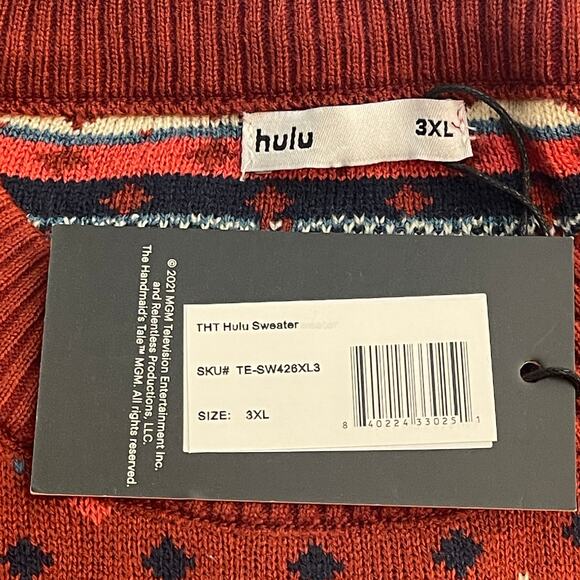 hulu
3XL
© 2021 MGM Television Entertainment Inc.
and Relentless Productions, LLC.
The Handmaid's Tale™ MGM. All rights reserved.
THT Hulu Sweater
SKU# TE-SW426XL3
SIZE: 3XL
8 40224 33025 1